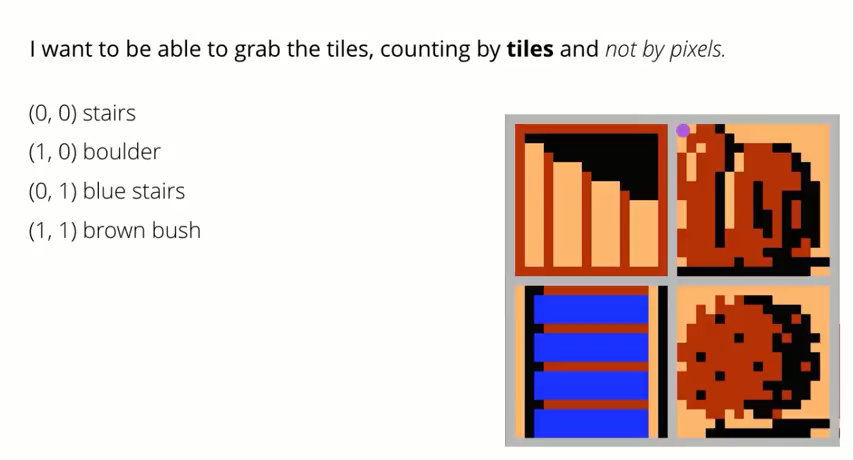 I want to be able to grab the tiles, counting by tiles and not by pixels.
(0, 0) stairs
(1, 0) boulder
(0, 1) blue stairs
(1, 1) brown bush